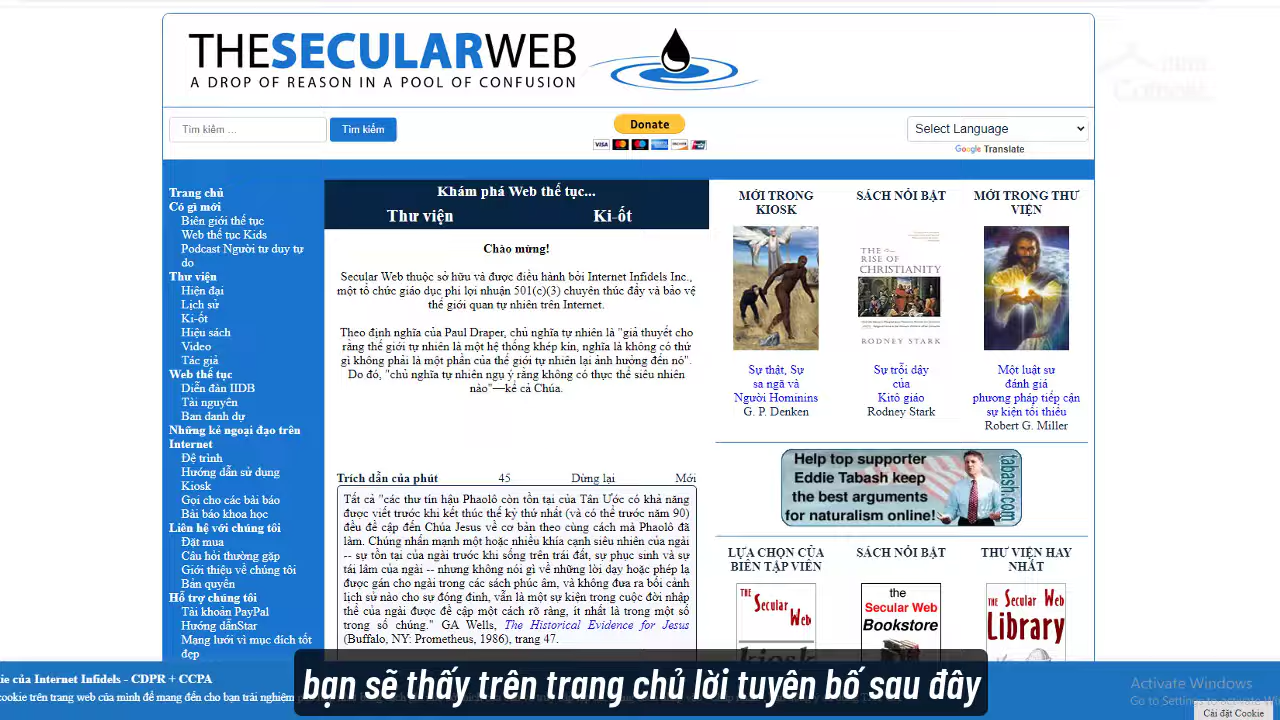 THESECULARWEB
A DROP OF REASON IN A POOL OF CONFUSION
Tìm kiếm ...
Tìm kiếm
Donate
VISA
Select Language
Google Translate
Trang chủ
Có gì mới
Biên giới thế tục
Web thế tục Kids
Podcast Người tư duy tự
do
Thư viện
Hiện đại
Lịch sử
Ki-ốt
Hiệu sách
Video
Tác giả
Web thế tục
Diễn đàn IIDB
Tài nguyên
Ban danh dự
Những kẻ ngoại đạo trên
Internet
Đệ trình
Hướng dẫn sử dụng
Kiosk
Gọi cho các bài báo
Bài báo khoa học
Liên hệ với chúng tôi
Đặt mua
Câu hỏi thường gặp
Giới thiệu về chúng tôi
Bản quyền
Hỗ trợ chúng tôi
Tài khoản PayPal
Hướng dẫnStar
Mạng lưới vì mục đích tốt
đẹp
Khám phá Web thế tục...
Thư viện Ki-ốt
Chào mừng!
Secular Web thuộc sở hữu và được điều hành bởi Internet Infidels Inc.,
một tổ chức giáo dục phi lợi nhuận 501(c)(3) chuyên thúc đẩy và bảo vệ
thế giới quan tự nhiên trên Internet.
Theo định nghĩa của Paul Draper, chủ nghĩa tự nhiên là "giả thuyết cho
rằng thế giới tự nhiên là một hệ thống khép kín, nghĩa là không có thứ
gì không phải là một phần của thế giới tự nhiên lại ảnh hưởng đến nó".
Do đó, "chủ nghĩa tự nhiên ngụ ý rằng không có thực thể siêu nhiên
nào"—kể cả Chúa.
Trích dẫn của phút 45 Dừng lại Mới
Tất cả "các thư tín hậu Phaolô còn tồn tại của Tân Ước có khả năng
được viết trước khi kết thúc thế kỷ thứ nhất (và có thể trước năm 90)
đều đề cập đến Chúa Jesus về cơ bản theo cùng cách mà Phaolô đã
làm. Chúng nhấn mạnh một hoặc nhiều khía cạnh siêu nhiên của ngài
-- sự tồn tại của ngài trước khi sống trên trái đất, sự phục sinh và sự
tái lâm của ngài -- nhưng không nói gì về những lời dạy hoặc phép lạ
được gán cho ngài trong các sách phúc âm, và không đưa ra bối cảnh
lịch sử nào cho sự đóng đinh, vẫn là một sự kiện trong cuộc đời nhập
thể của ngài được đề cập một cách rõ ràng, ít nhất là trong một số
trong số chúng." GA Wells, The Historical Evidence for Jesus
(Buffalo, NY: Prometheus, 1986), trang 47.
MỚI TRONG
KIOSK
SÁCH NỔI BẬT
MỚI TRONG THƯ
VIỆN
THE
RISE OF
CHRISTIANITY
RODNEY STARK
Sự thật, Sự
sa ngã và
Người Hominins
G. P. Denken
Sự trỗi dậy
của
Kitô giáo
Rodney Stark
Một luật sư
đánh giá
phương pháp tiếp cận
sự kiện tối thiểu
Robert G. Miller
Help top supporter
Eddie Tabash keep
the best arguments
for naturalism online!
tabash.com
LỰA CHỌN CỦA
BIÊN TẬP VIÊN
SÁCH NỔI BẬT
THƯ VIỆN HAY
NHẤT
THE Secular Web
kiosk
the
Secular Web
Bookstore
the Secular Web
Library
kie của Internet Infidels - CDPR + CCPA
bạn sẽ thấy trên trang chủ lời tuyên bố sau đây
Activate Windows
Go to Settings to activate
Cài đặt Cookie